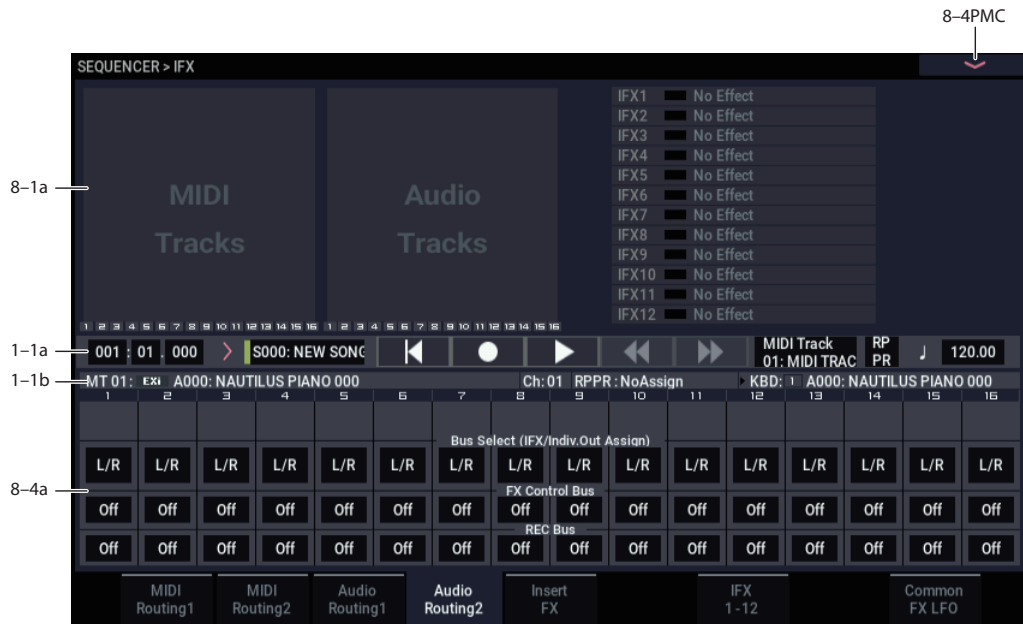 8–4PMC
SEQUENCER > IFX
8–1a
MIDI
Tracks
Audio
Tracks
IFX1 No Effect
IFX2 No Effect
IFX3 No Effect
IFX4 No Effect
IFX5 No Effect
IFX6 No Effect
IFX7 No Effect
IFX8 No Effect
IFX9 No Effect
IFX10 No Effect
IFX11 No Effect
IFX12 No Effect
1 2 3 4 5 6 7 8 9 10 11 12 13 14 15 16 1 2 3 4 5 6 7 8 9 10 11 12 13 14 15 16
1–1a
001 : 01 . 000 S000: NEW SONG
MIDI Track
01: MIDI TRAC
RP
PR
♩ 120.00
1–1b
MT 01: EXi A000: NAUTILUS PIANO 000 Ch: 01 RPPR : NoAssign KBD: 1 A000: NAUTILUS PIANO 000
1 2 3 4 5 6 7 8 9 10 11 12 13 14 15 16
Bus Select (IFX/Indiv.Out Assign)
L/R L/R L/R L/R L/R L/R L/R L/R L/R L/R L/R L/R L/R L/R L/R L/R
8–4a
FX Control Bus
Off Off Off Off Off Off Off Off Off Off Off Off Off Off Off Off
REC Bus
Off Off Off Off Off Off Off Off Off Off Off Off Off Off Off Off
MIDI
Routing1
MIDI
Routing2
Audio
Routing1
Audio
Routing2
Insert
FX
IFX
1 -12
Common
FX LFO